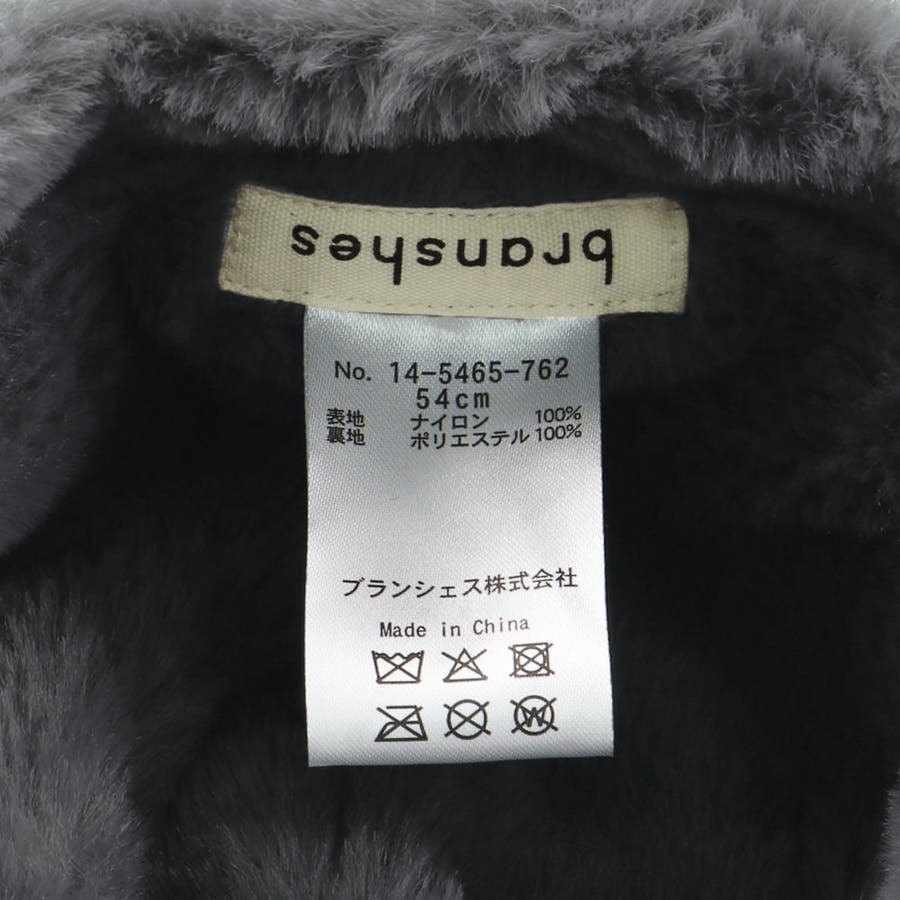 branshes
No. 14-5465-762
54cm
表地 ナイロン 100%
裏地 ポリエステル 100%
ブランシェス株式会社
Made in China